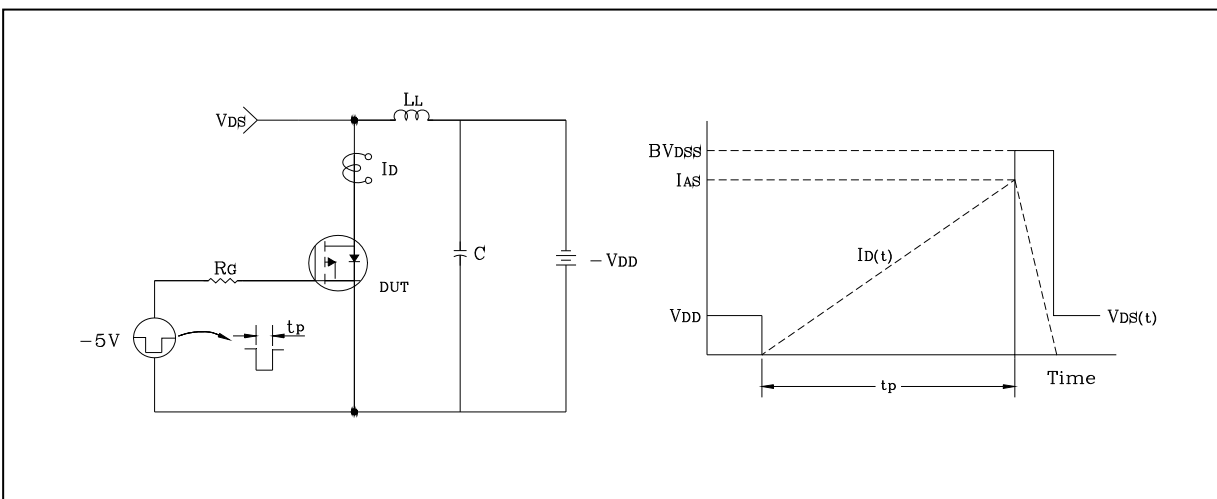 LL
VDS
ID
RG
DUT
C
-VDD
-5V
tp
BVDSS
IAS
ID(t)
VDD
VDS(t)
tp
Time